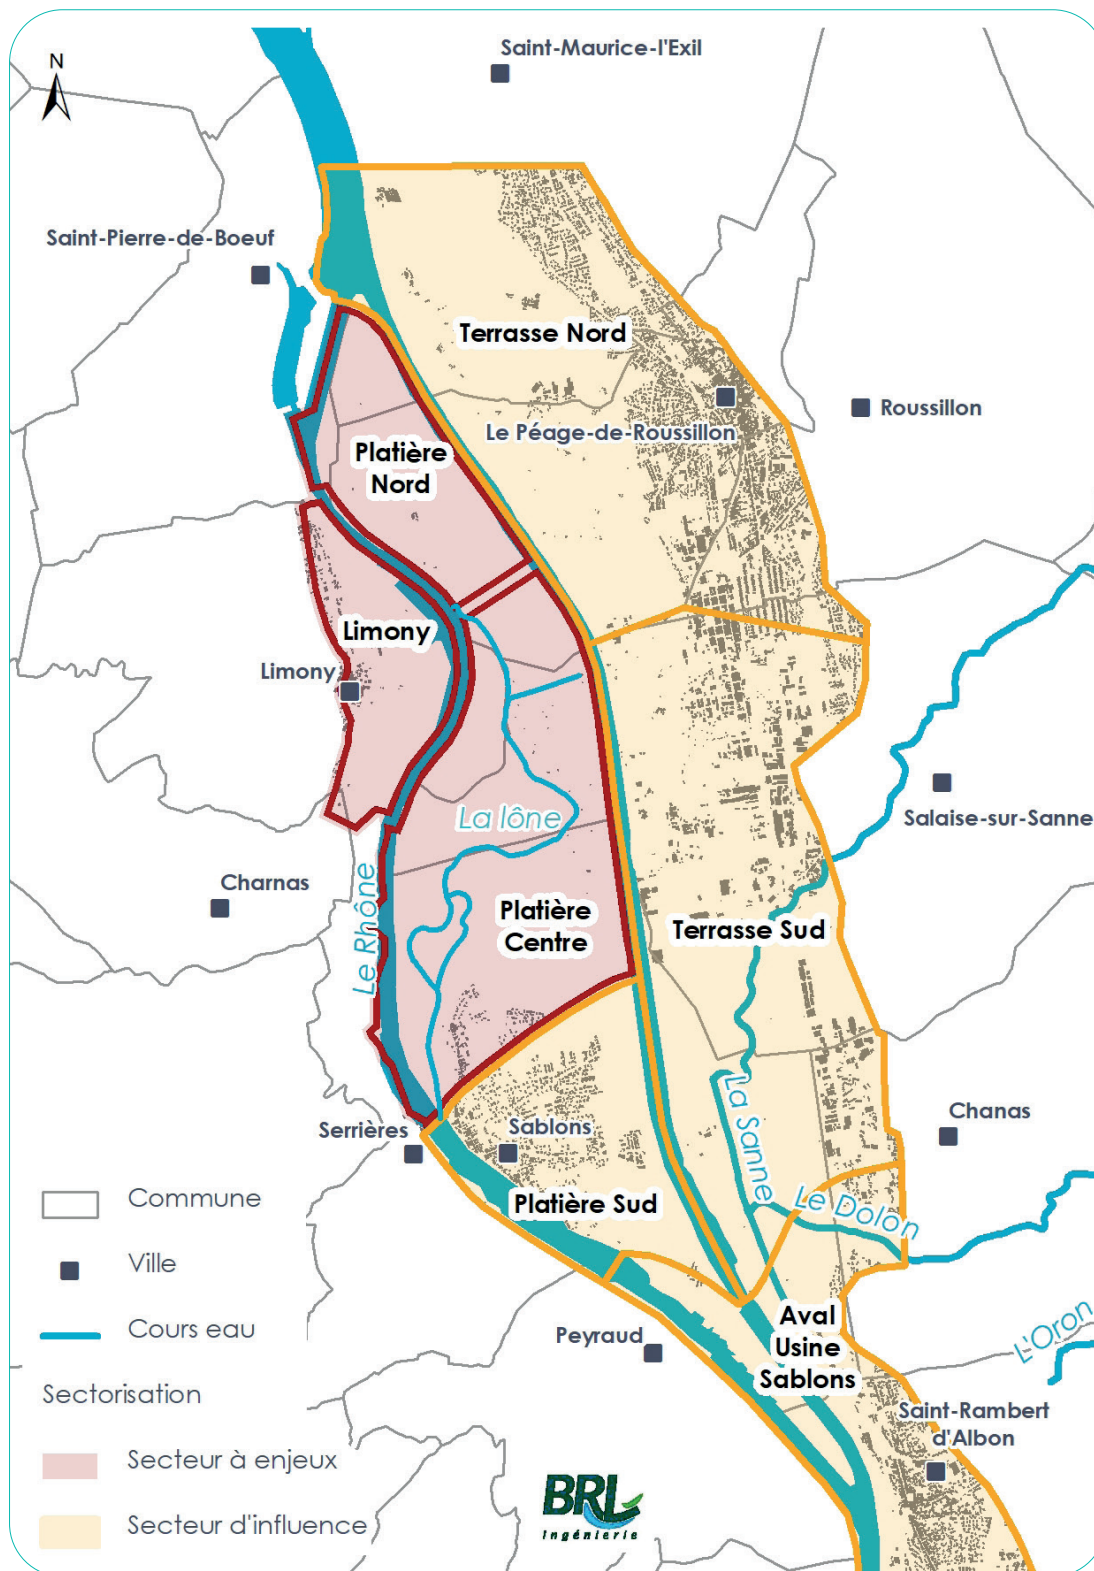 N
Saint-Maurice-l'Exil
Saint-Pierre-de-Boeuf
Terrasse Nord
Roussillon
Le Péage-de-Roussillon
Platière
Nord
Limony
Limony
La lône
Salaise-sur-Sanne
Charnas
Le Rhône
Platière
Centre
Terrasse Sud
La Sanne
Chanas
Serrières
Sablons
Platière Sud
Le Dolon
Aval
Usine
Sablons
Peyraud
L'Oron
Saint-Rambert
d'Albon
Commune
Ville
Cours eau
Sectorisation
Secteur à enjeux
Secteur d'influence
BRL
Ingénierie